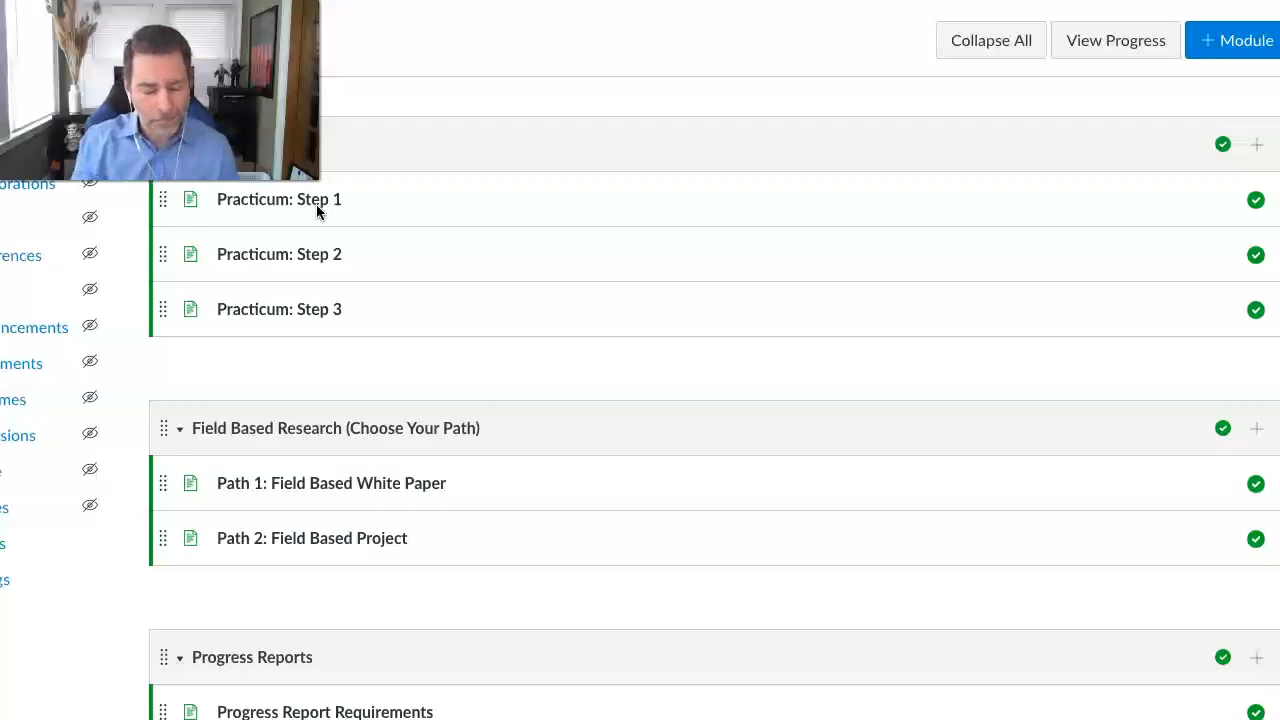 Collapse All
View Progress
+ Module
orations
Practicum: Step 1
Practicum: Step 2
rences
Practicum: Step 3
ncements
ments
mes
Field Based Research (Choose Your Path)
sions
e
Path 1: Field Based White Paper
es
Path 2: Field Based Project
s
gs
Progress Reports
Progress Report Requirements